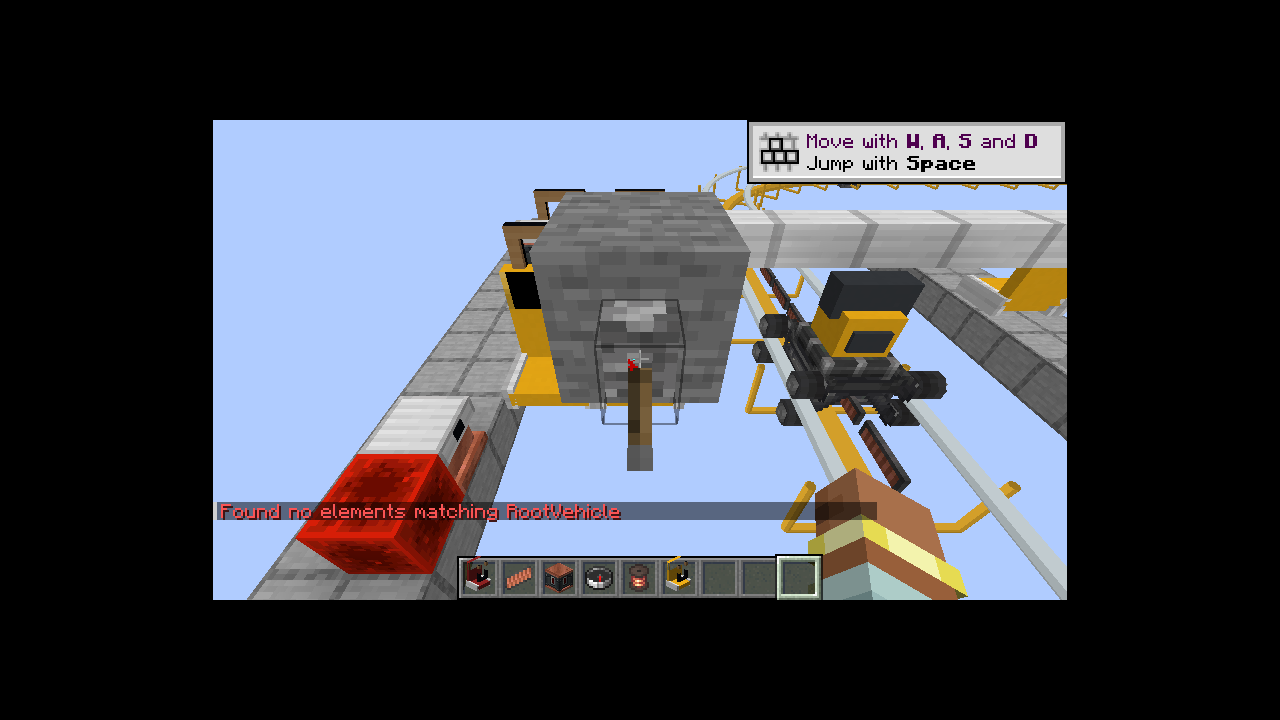 Move with W, A, S and D
Jump with Space
Found no elements matching RootVehicle